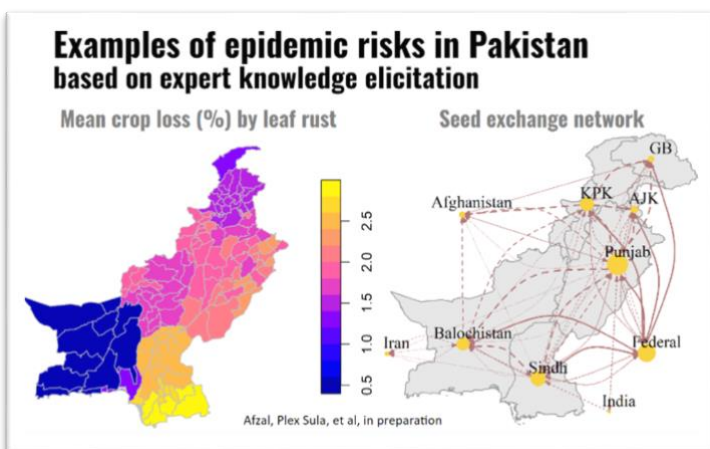 Examples of epidemic risks in Pakistan
based on expert knowledge elicitation
Mean crop loss (%) by leaf rust
2.5
2.0
1.5
1.0
0.5
Seed exchange network
GB
KPK
AJK
Afghanistan
Punjab
Iran
Balochistan
Federal
Sindh
India
Afzal, Plex Sula, et al, in preparation